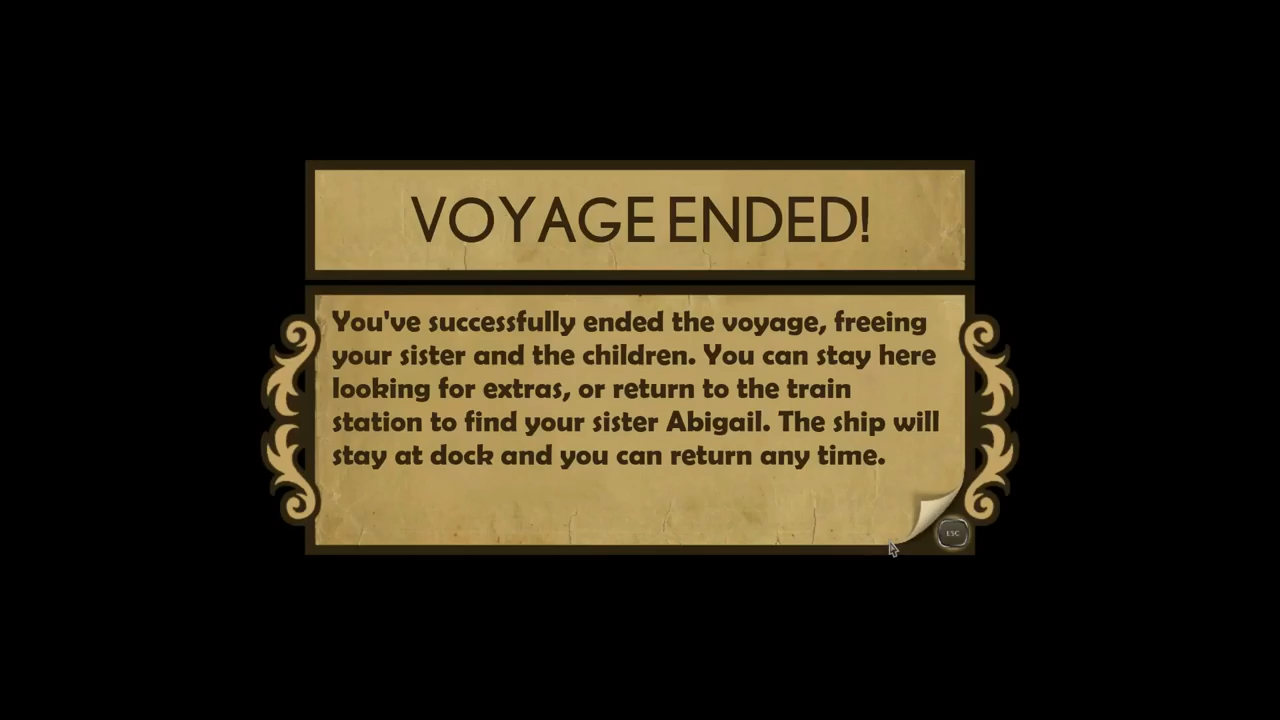 VOYAGE ENDED!
You've successfully ended the voyage, freeing
your sister and the children. You can stay here
looking for extras, or return to the train
station to find your sister Abigail. The ship will
stay at dock and you can return any time.
ESC